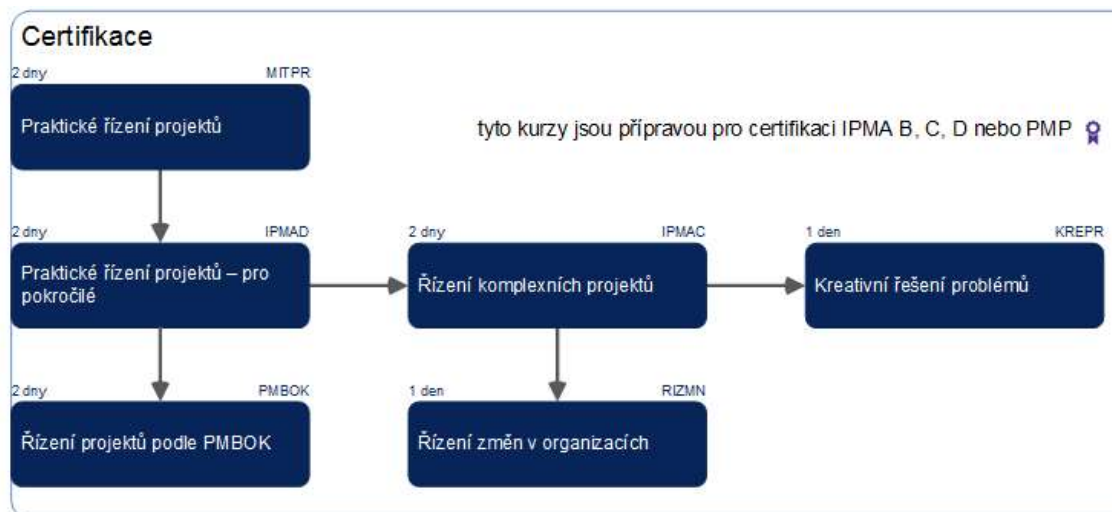 Certifikace
2 dny MITPR
Praktické řízení projektů
tyto kurzy jsou přípravou pro certifikaci IPMA B, C, D nebo PMP
2 dny IPMAD
Praktické řízení projektů – pro
pokročilé
2 dny IPMAC
Řízení komplexních projektů
1 den KREPR
Kreativní řešení problémů
2 dny PMBOK
Řízení projektů podle PMBOK
1 den RIZMN
Řízení změn v organizacích